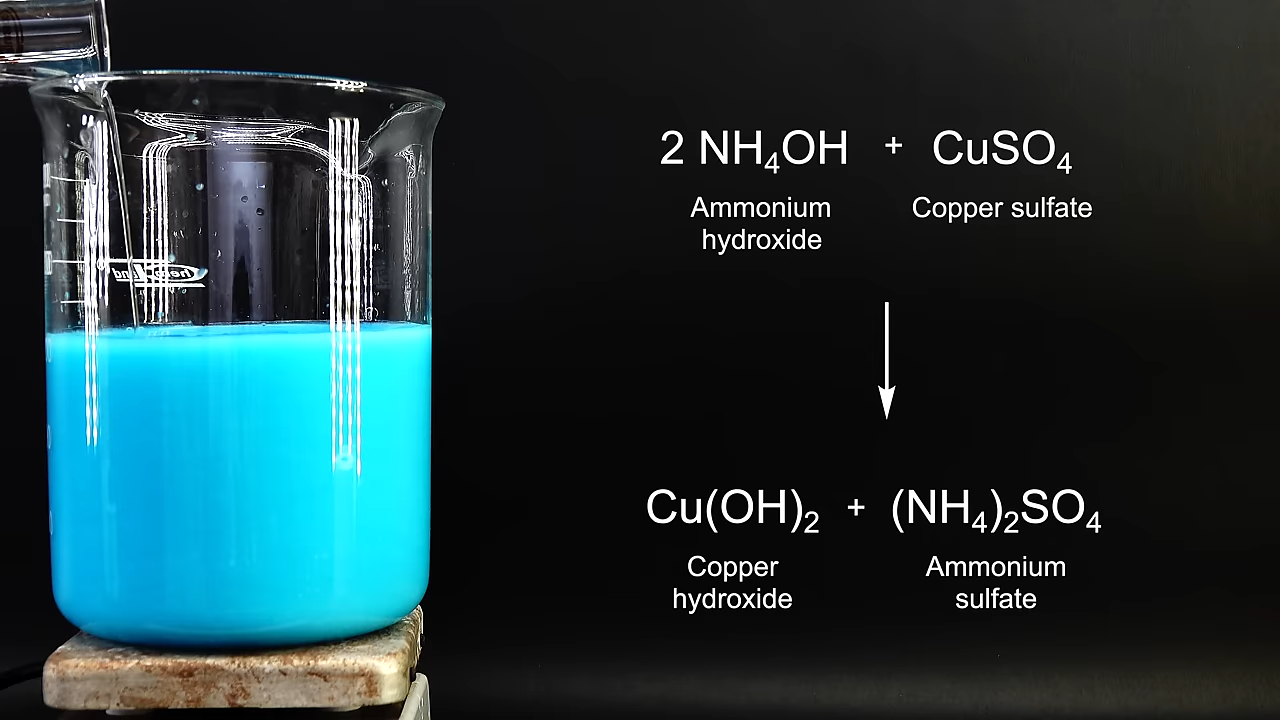 2 NH₄OH + CuSO₄
Ammonium hydroxide
Copper sulfate
Cu(OH)₂ + (NH₄)₂SO₄
Copper hydroxide
Ammonium sulfate